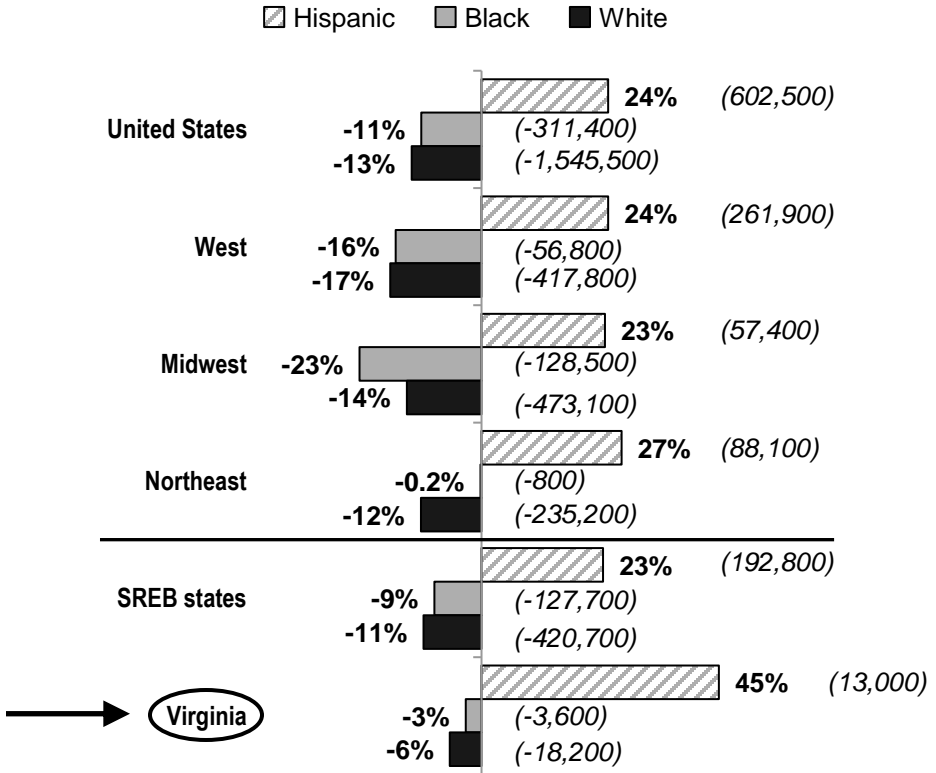 Hispanic Black White
24% (602,500)
United States -11% (-311,400)
-13% (-1,545,500)
24% (261,900)
West -16% (-56,800)
-17% (-417,800)
23% (57,400)
Midwest -23% (-128,500)
-14% (-473,100)
27% (88,100)
Northeast -0.2% (-800)
-12% (-235,200)
23% (192,800)
SREB states -9% (-127,700)
-11% (-420,700)
45% (13,000)
Virginia -3% (-3,600)
-6% (-18,200)